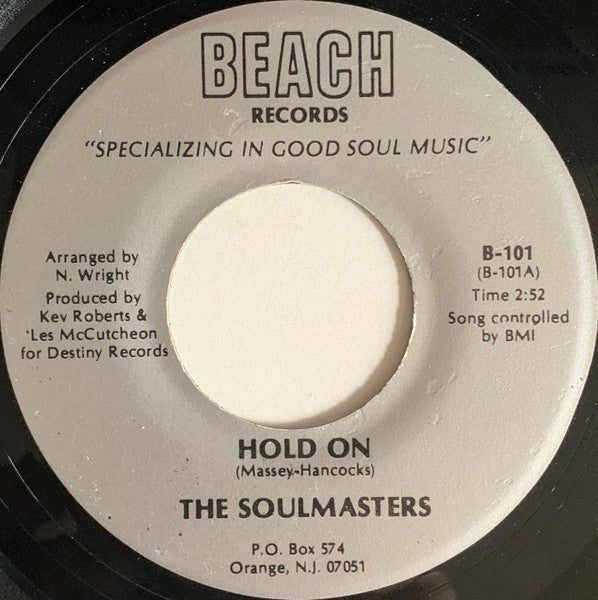 BEACH
RECORDS
"SPECIALIZING IN GOOD SOUL MUSIC"
Arranged by
N. Wright
Produced by
Kev Roberts &
'Les McCutcheon
for Destiny Records
B-101
(B-101A)
Time 2:52
Song controlled
by BMI
HOLD ON
(Massey-Hancocks)
THE SOULMASTERS
P.O. Box 574
Orange, N.J. 07051